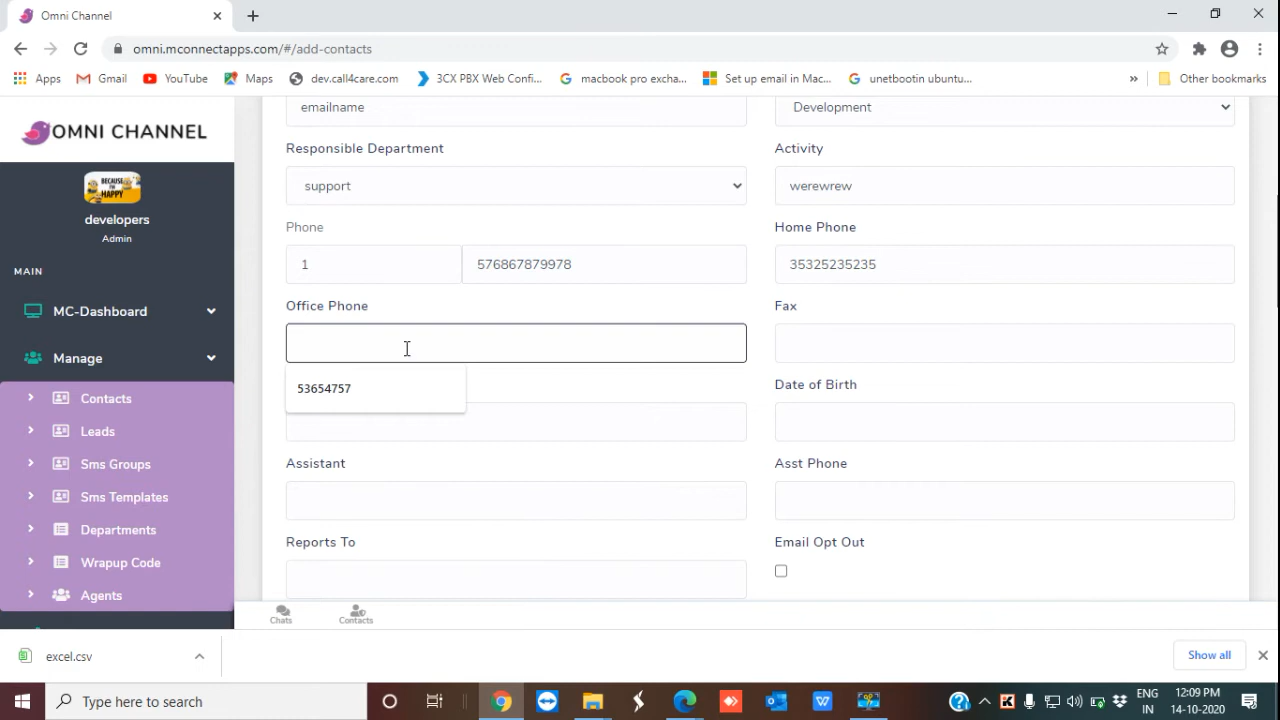 Omni Channel
omni.mconnectapps.com/#/add-contacts
Apps
Gmail
YouTube
Maps
dev.call4care.com
3CX PBX Web Confi...
macbook pro excha...
Set up email in Mac...
unetbootin ubuntu...
»
Other bookmarks
OMNI CHANNEL
BECAUSE I'M HAPPY
developers
Admin
MAIN
MC-Dashboard
Manage
Contacts
Leads
Sms Groups
Sms Templates
Departments
Wrapup Code
Agents
emailname
Development
Responsible Department
Activity
support
werewrew
Phone
Home Phone
1
576867879978
35325235235
Office Phone
Fax
53654757
Date of Birth
Assistant
Asst Phone
Reports To
Email Opt Out
Chats
Contacts
excel.csv
Show all
Type here to search
ENG
IN
12:09 PM
14-10-2020